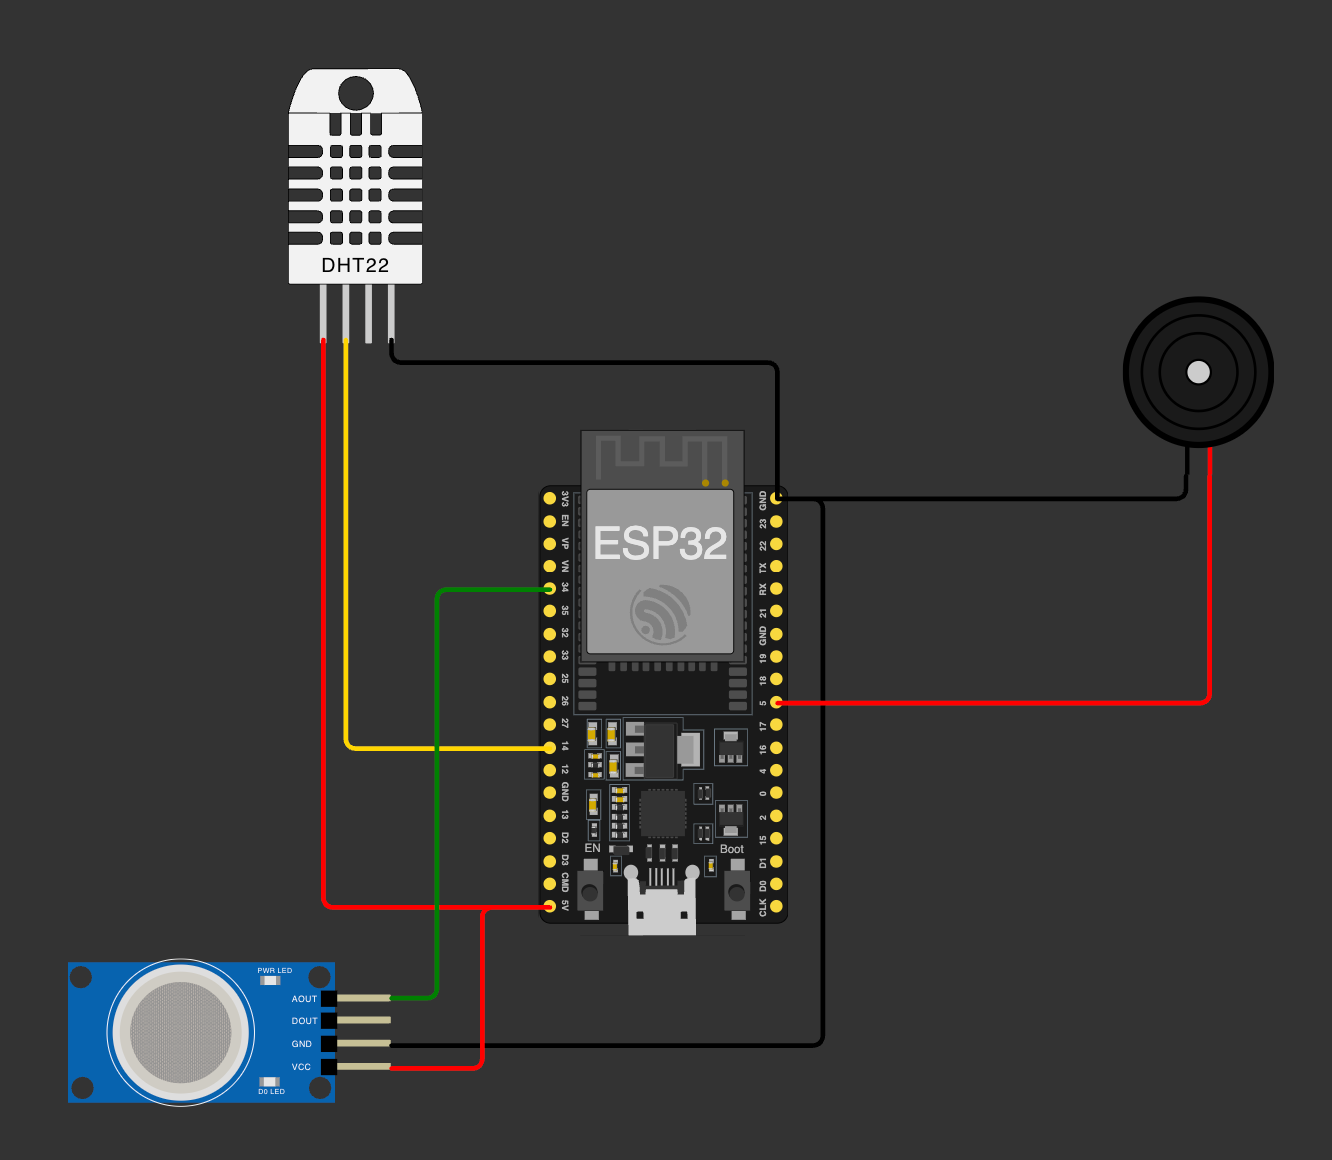 DHT22
ESP32
3V3
EN
VP
VN
34
35
32
33
25
26
27
14
12
GND
13
D2
D3
CMD
5V
GND
23
22
TX
RX
21
GND
19
18
5
17
16
4
0
2
15
D1
D0
CLK
EN
Boot
PWR LED
AOUT
DOUT
GND
VCC
D0 LED